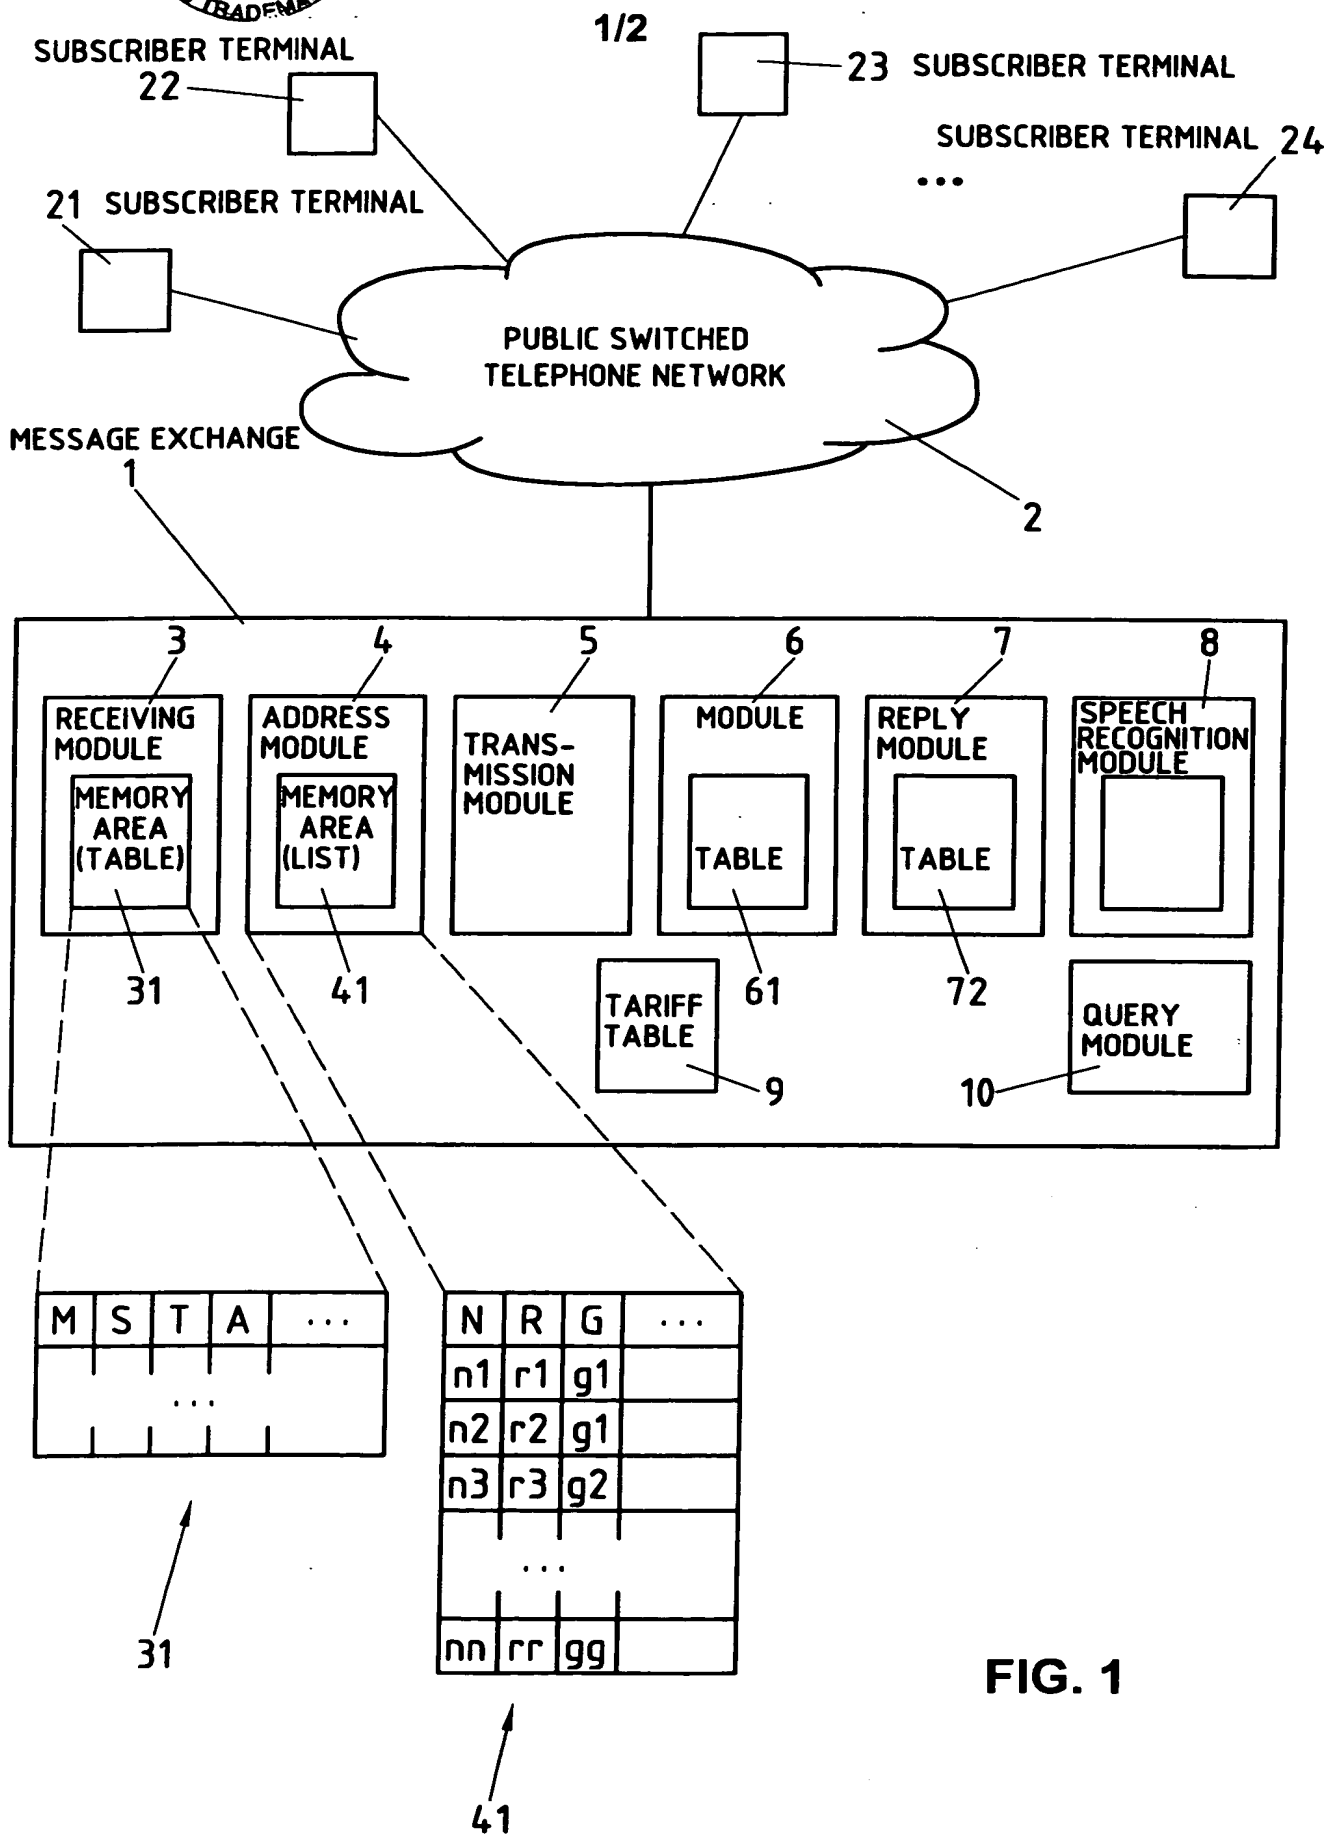 TRADEMA
1/2
SUBSCRIBER TERMINAL
22
23 SUBSCRIBER TERMINAL
SUBSCRIBER TERMINAL 24
...
21 SUBSCRIBER TERMINAL
PUBLIC SWITCHED
TELEPHONE NETWORK
MESSAGE EXCHANGE
1
2
3
4
5
6
7
8
RECEIVING
MODULE
MEMORY
AREA
(TABLE)
ADDRESS
MODULE
MEMORY
AREA
(LIST)
TRANS-
MISSION
MODULE
MODULE
TABLE
REPLY
MODULE
TABLE
SPEECH
RECOGNITION
MODULE
31
41
61
72
TARIFF
TABLE
9
QUERY
MODULE
10
M S T A ...
...
N R G ...
n1 r1 g1
n2 r2 g1
n3 r3 g2
...
nn rr gg
31
41
FIG. 1